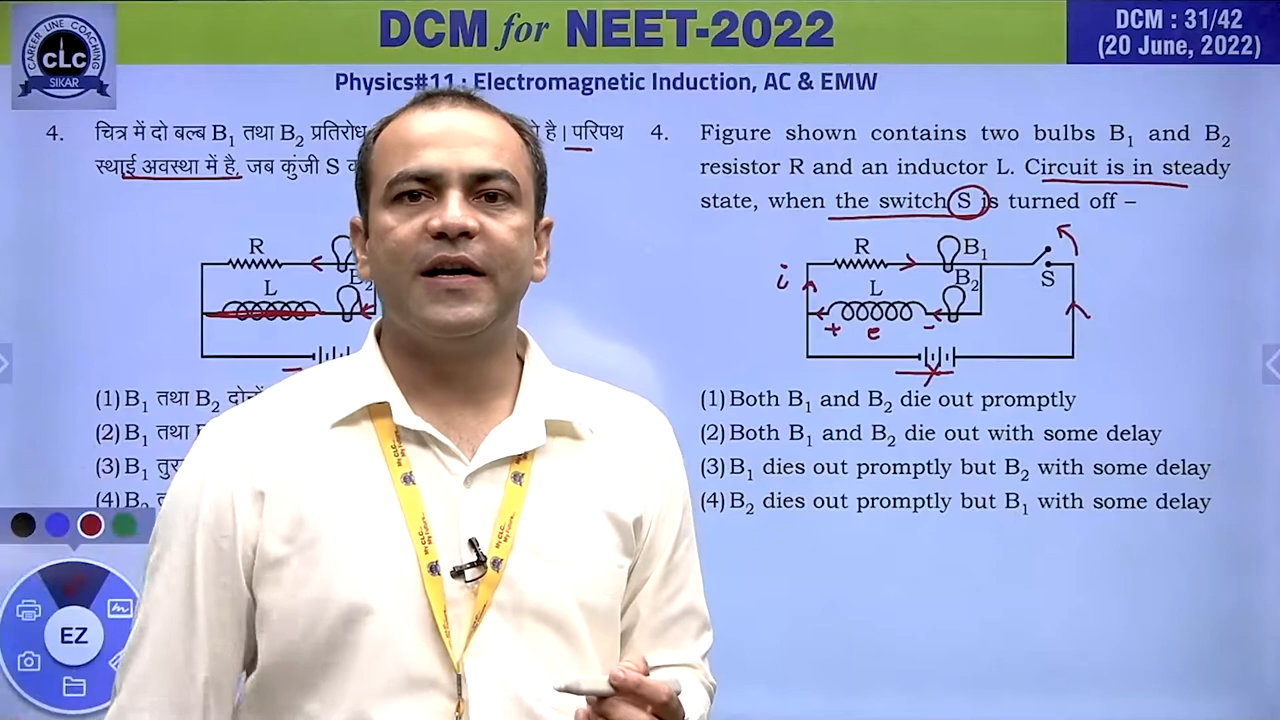 DCM for NEET-2022
DCM : 31/42
(20 June, 2022)
CAREER LINE COACHING
CLC
SIKAR
Physics#11 : Electromagnetic Induction, AC & EMW
4. चित्र में दो बल्ब B₁ तथा B₂ प्रतिरोध है। परिपथ
स्थाई अवस्था में है, जब कुंजी S
R
L
B₂
(1) B₁ तथा B₂
(2) B₁ तथा
(3) B₁
(4) B₂
4. Figure shown contains two bulbs B₁ and B₂
resistor R and an inductor L. Circuit is in steady
state, when the switch S is turned off –
R B₁
i L B₂ S
+ e -
(1) Both B₁ and B₂ die out promptly
(2) Both B₁ and B₂ die out with some delay
(3) B₁ dies out promptly but B₂ with some delay
(4) B₂ dies out promptly but B₁ with some delay
EZ
My CLC..
My Future..